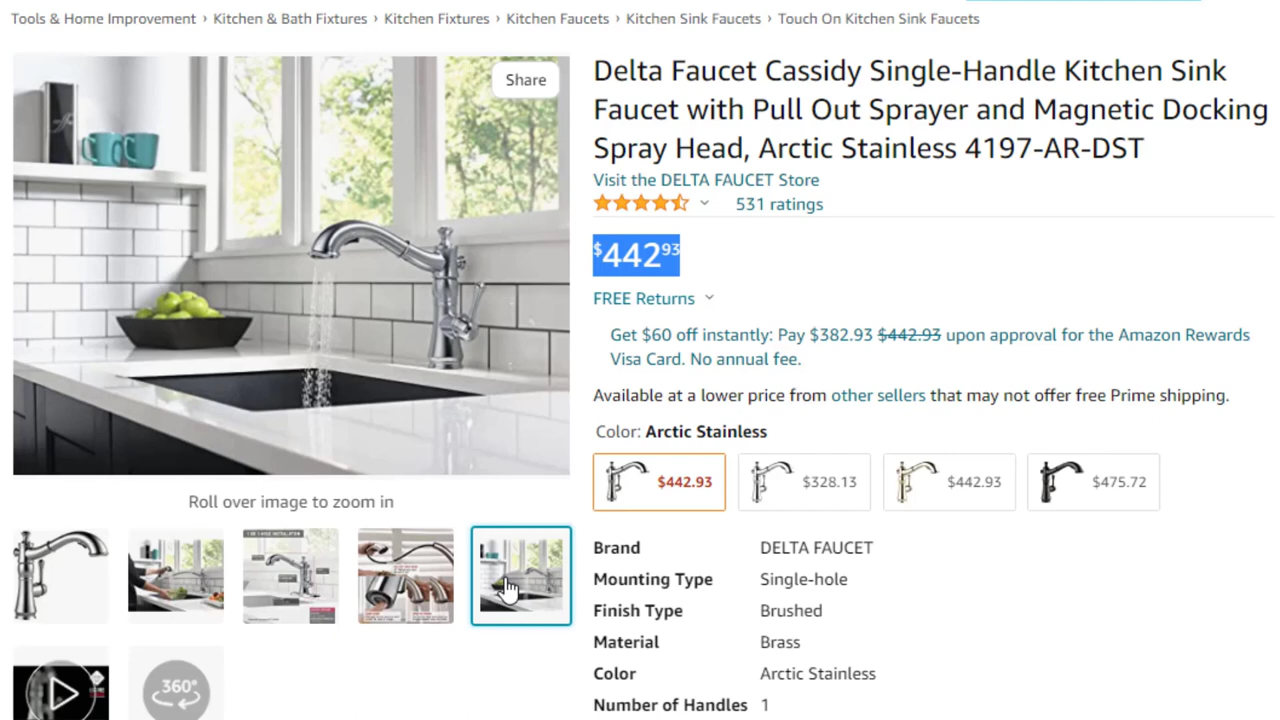 Tools & Home Improvement › Kitchen & Bath Fixtures › Kitchen Fixtures › Kitchen Faucets › Kitchen Sink Faucets › Touch On Kitchen Sink Faucets
Share
Delta Faucet Cassidy Single-Handle Kitchen Sink
Faucet with Pull Out Sprayer and Magnetic Docking
Spray Head, Arctic Stainless 4197-AR-DST
Visit the DELTA FAUCET Store
531 ratings
$442.93
FREE Returns
Get $60 off instantly: Pay $382.93 $442.93 upon approval for the Amazon Rewards
Visa Card. No annual fee.
Available at a lower price from other sellers that may not offer free Prime shipping.
Color: Arctic Stainless
$442.93 $328.13 $442.93 $475.72
Roll over image to zoom in
Brand DELTA FAUCET
Mounting Type Single-hole
Finish Type Brushed
Material Brass
Color Arctic Stainless
Number of Handles 1
360°